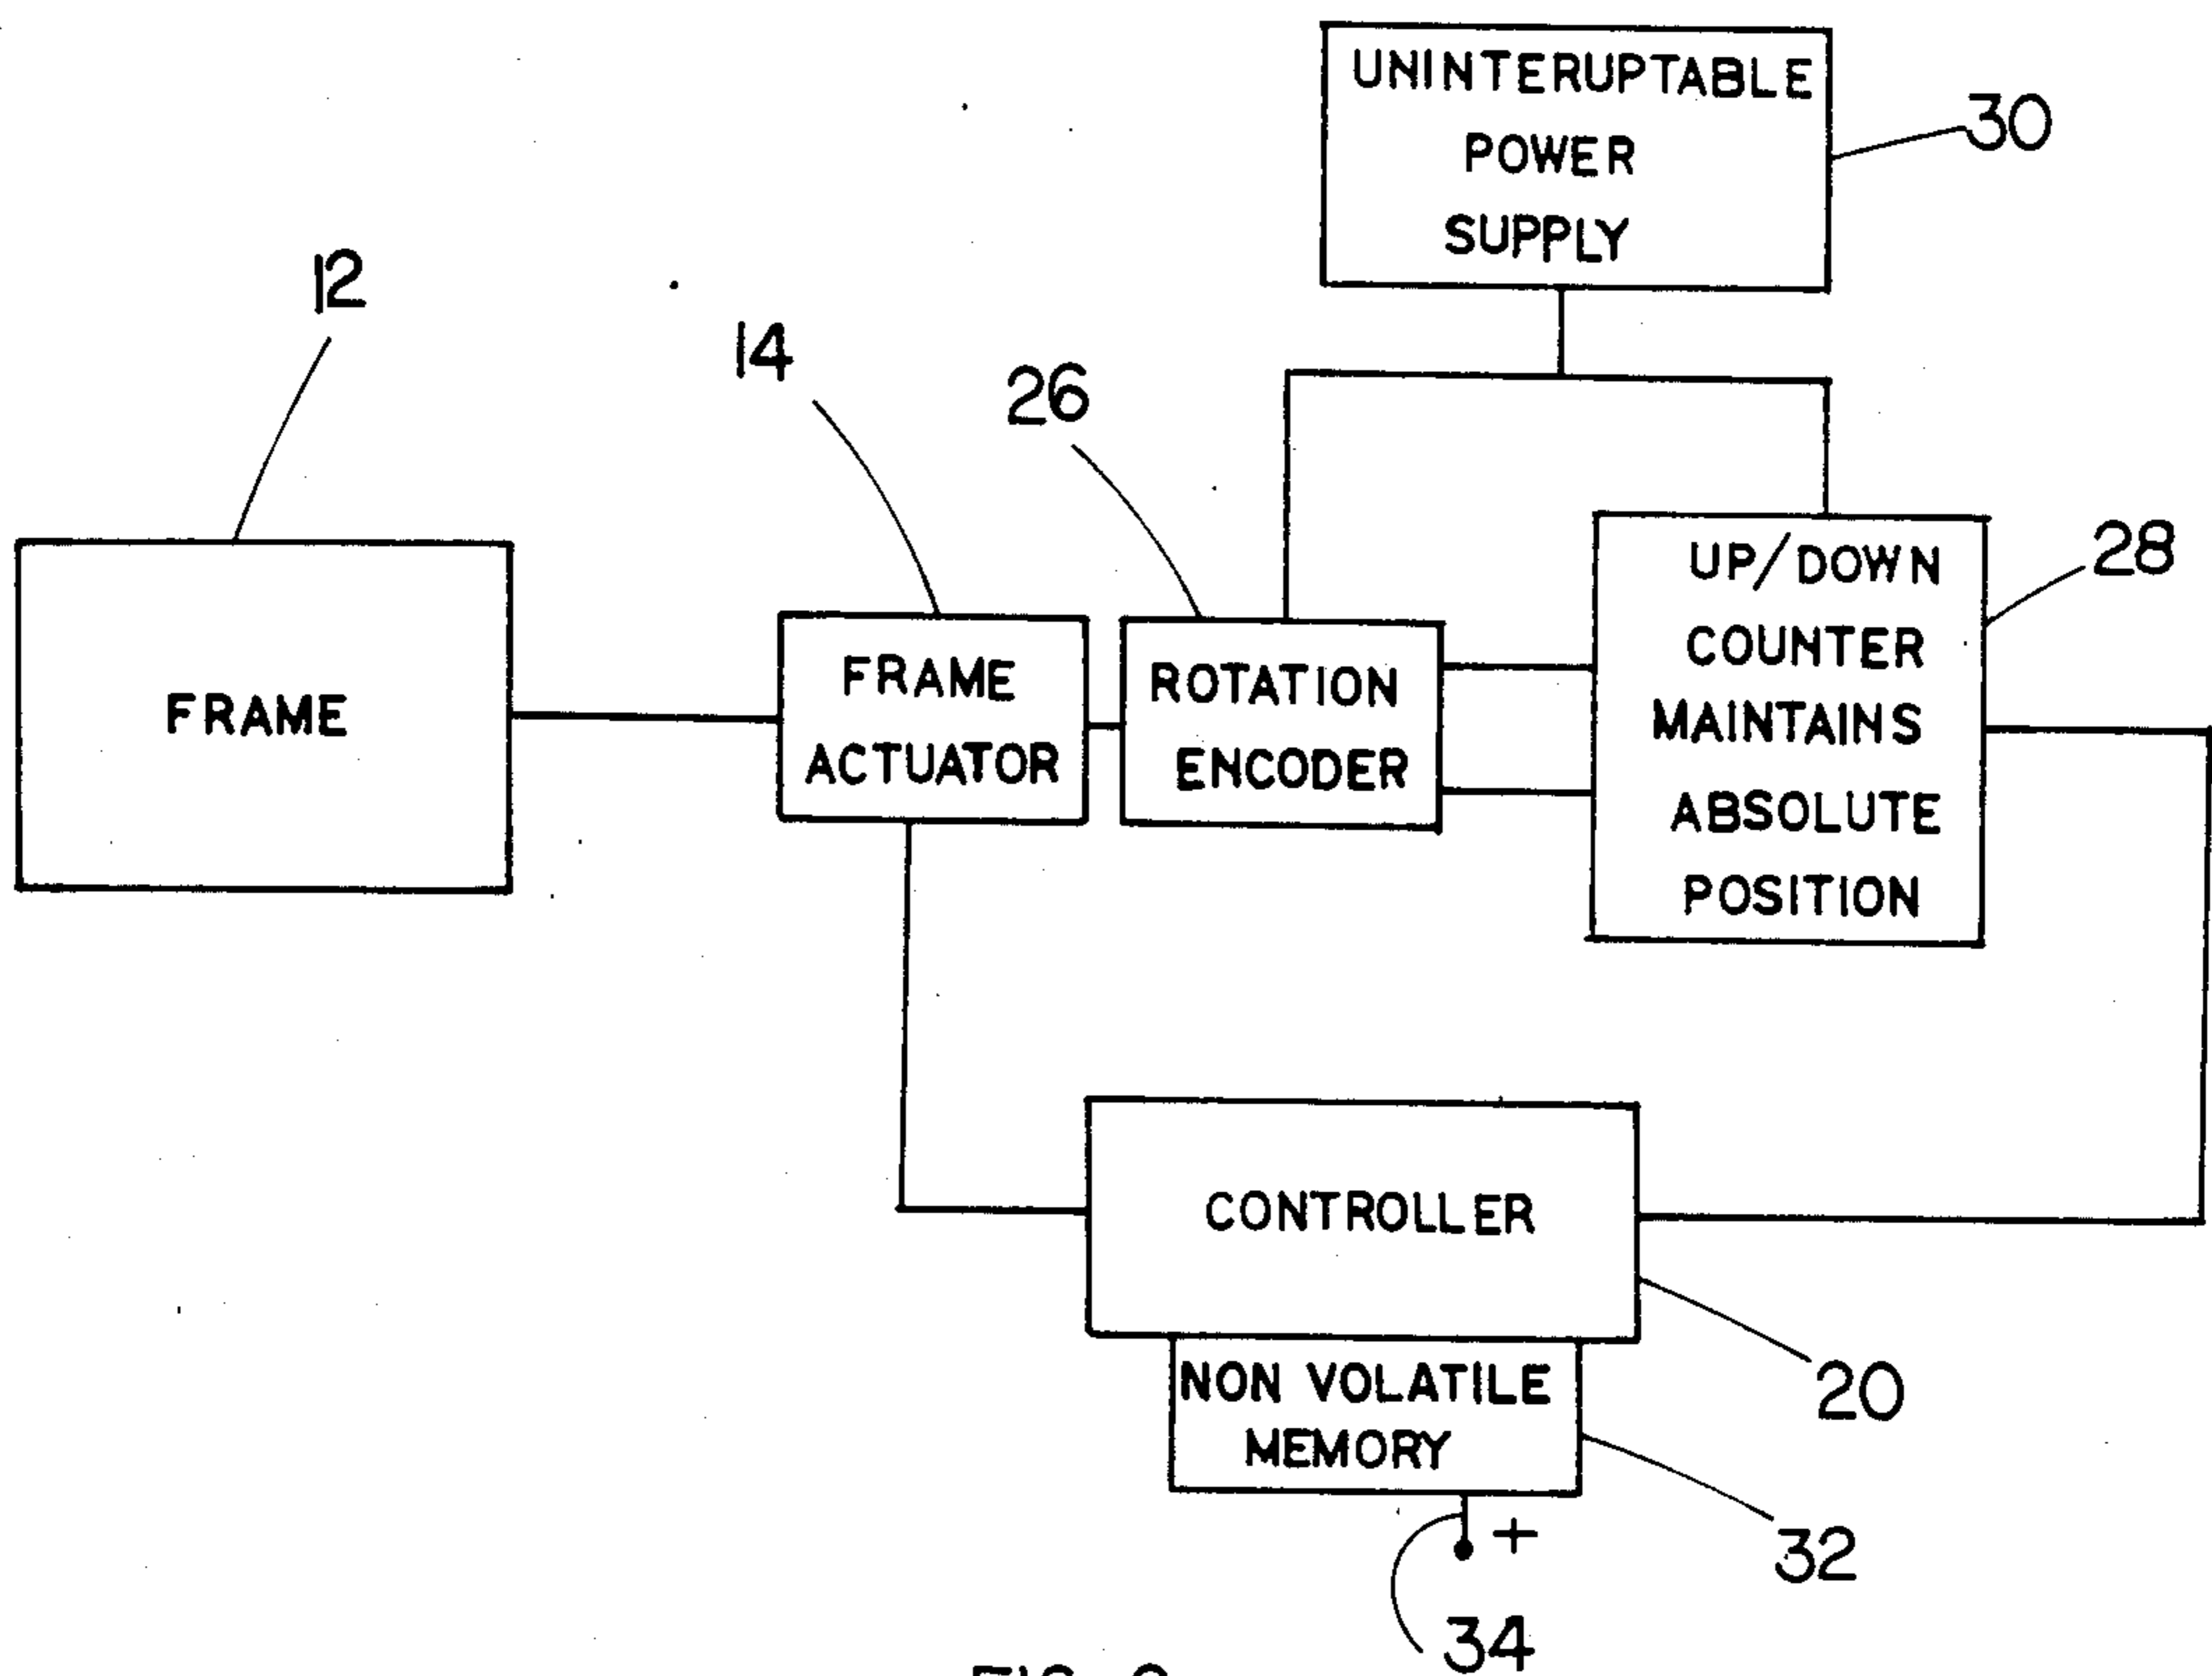 UNINTERUPTABLE
POWER
SUPPLY
30
12
14
26
28
FRAME
FRAME
ACTUATOR
ROTATION
ENCODER
UP/DOWN
COUNTER
MAINTAINS
ABSOLUTE
POSITION
CONTROLLER
20
NON VOLATILE
MEMORY
32
+
34